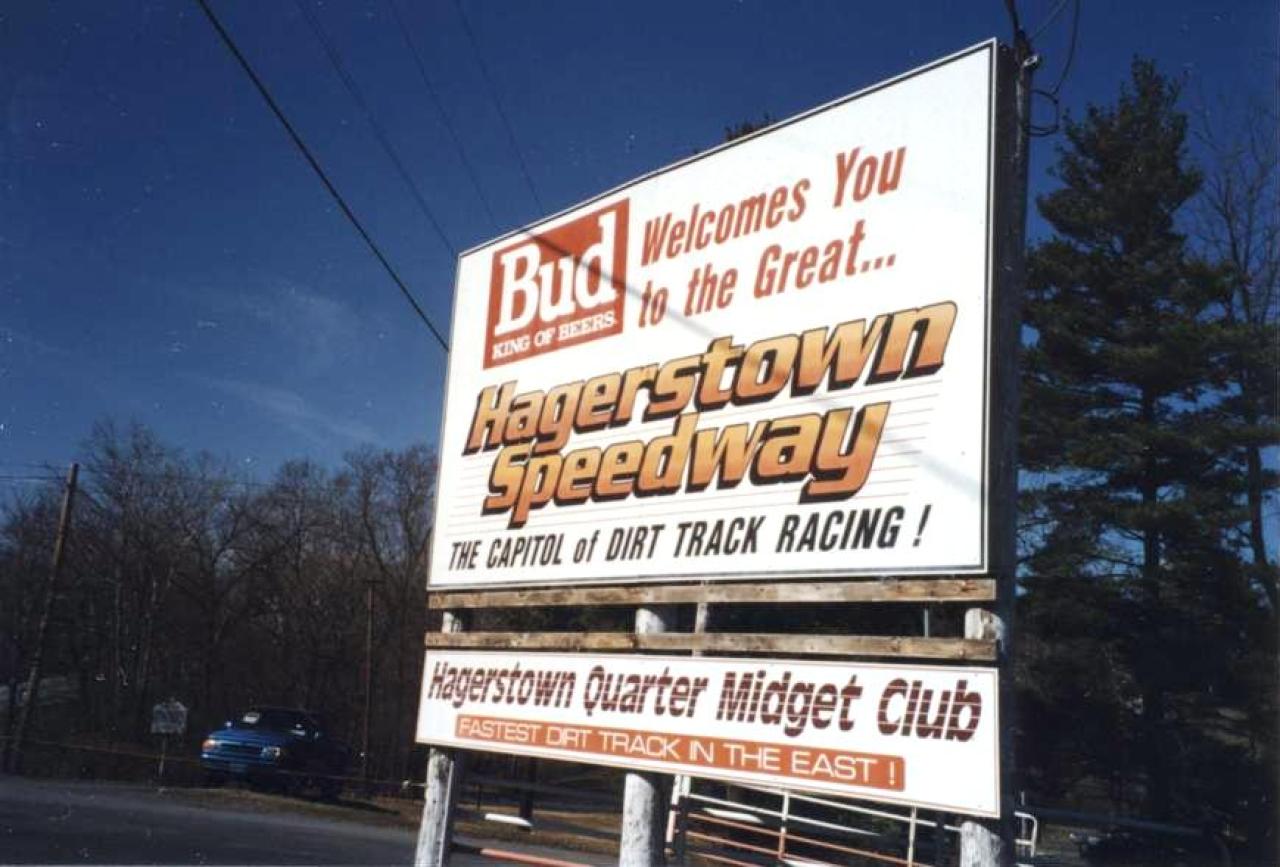 Bud
KING OF BEERS.
Welcomes You
to the Great...
Hagerstown
Speedway
THE CAPITOL of DIRT TRACK RACING !
Hagerstown Quarter Midget Club
FASTEST DIRT TRACK IN THE EAST !